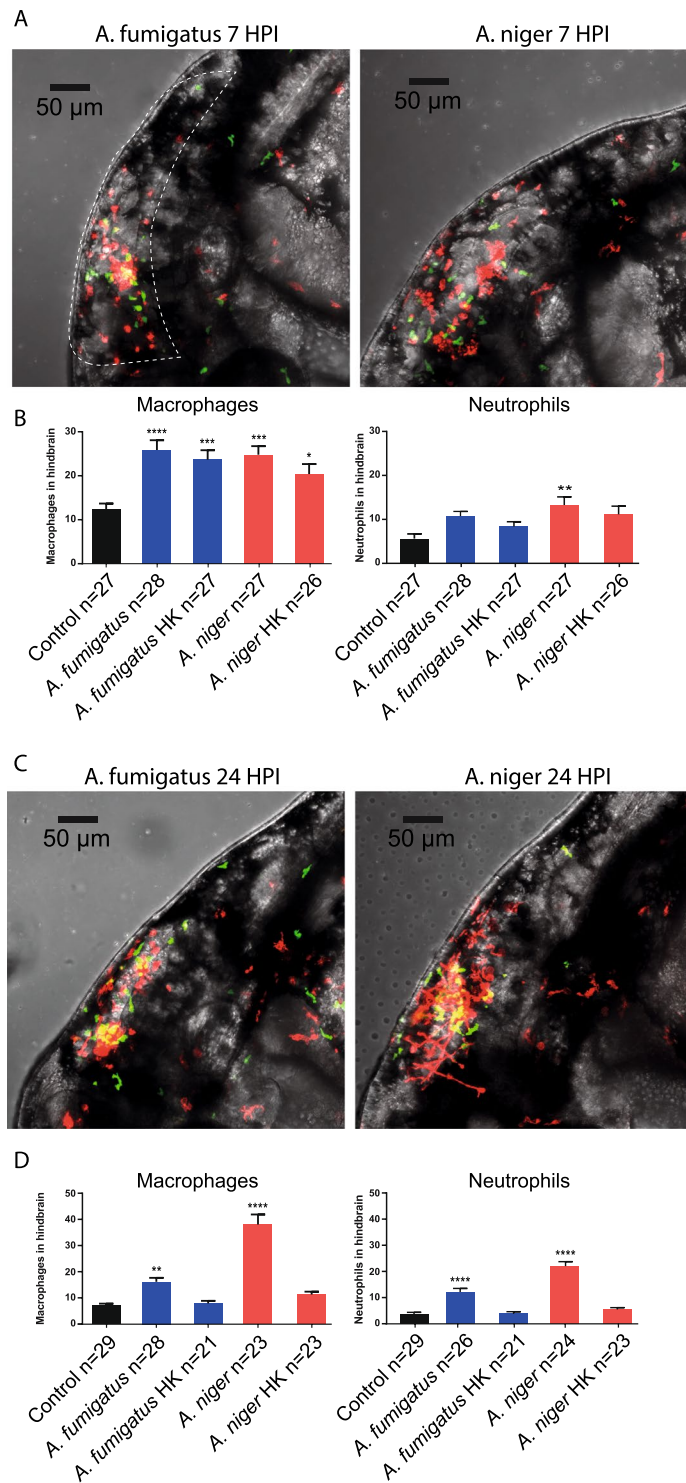 A
A. fumigatus 7 HPI
A. niger 7 HPI
50 µm
50 µm
B
Macrophages
Neutrophils
Macrophages in hindbrain
30
20
10
0
Control n=27
A. fumigatus n=28
A. fumigatus HK n=27
A. niger n=27
A. niger HK n=26
****
***
***
*
Neutrophils in hindbrain
30
20
10
0
Control n=27
A. fumigatus n=28
A. fumigatus HK n=27
A. niger n=27
A. niger HK n=26
**
C
A. fumigatus 24 HPI
A. niger 24 HPI
50 µm
50 µm
D
Macrophages
Neutrophils
Macrophages in hindbrain
50
40
30
20
10
0
Control n=29
A. fumigatus n=28
A. fumigatus HK n=21
A. niger n=23
A. niger HK n=23
**
****
Neutrophils in hindbrain
50
40
30
20
10
0
Control n=29
A. fumigatus n=26
A. fumigatus HK n=21
A. niger n=24
A. niger HK n=23
****
****